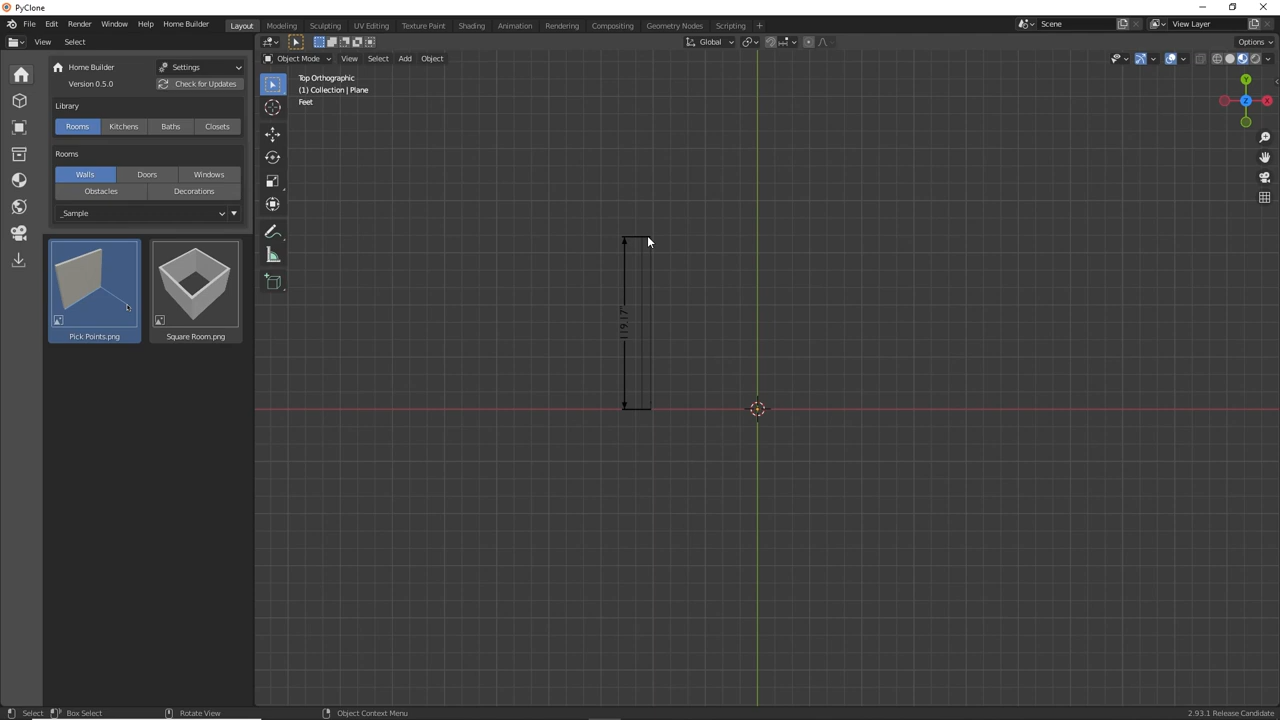 PyClone
File Edit Render Window Help Home Builder Layout Modeling Sculpting UV Editing Texture Paint Shading Animation Rendering Compositing Geometry Nodes Scripting Scene View Layer
View Select Global Options
Object Mode View Select Add Object
Home Builder Settings
Version 0.5.0 Check for Updates
Library
Rooms Kitchens Baths Closets
Rooms
Walls Doors Windows
Obstacles Decorations
_Sample
Pick Points.png Square Room.png
Top Orthographic
(1) Collection | Plane
Feet
Y
Z X
Select Box Select Rotate View Object Context Menu 2.93.1 Release Candidate